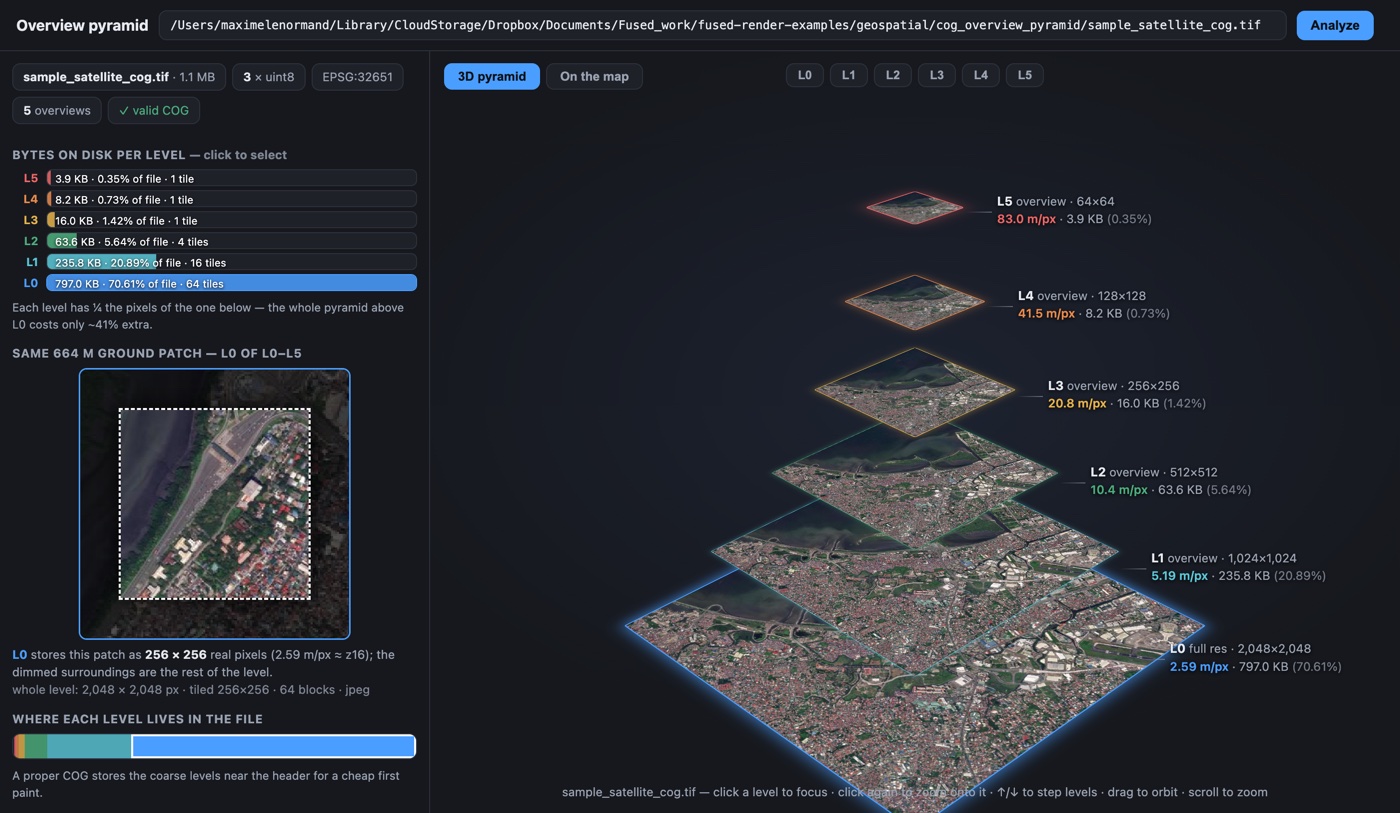 Overview pyramid
/Users/maximelenormand/Library/CloudStorage/Dropbox/Documents/Fused_work/fused-render-examples/geospatial/cog_overview_pyramid/sample_satellite_cog.tif
Analyze
sample_satellite_cog.tif · 1.1 MB
3 × uint8
EPSG:32651
5 overviews
✓ valid COG
BYTES ON DISK PER LEVEL — click to select
L5 3.9 KB · 0.35% of file · 1 tile
L4 8.2 KB · 0.73% of file · 1 tile
L3 16.0 KB · 1.42% of file · 1 tile
L2 63.6 KB · 5.64% of file · 4 tiles
L1 235.8 KB · 20.89% of file · 16 tiles
L0 797.0 KB · 70.61% of file · 64 tiles
Each level has ¼ the pixels of the one below — the whole pyramid above
L0 costs only ~41% extra.
SAME 664 M GROUND PATCH — L0 OF L0–L5
L0 stores this patch as 256 × 256 real pixels (2.59 m/px ≈ z16); the
dimmed surroundings are the rest of the level.
whole level: 2,048 × 2,048 px · tiled 256×256 · 64 blocks · jpeg
WHERE EACH LEVEL LIVES IN THE FILE
A proper COG stores the coarse levels near the header for a cheap first
paint.
3D pyramid
On the map
L0 L1 L2 L3 L4 L5
L5 overview · 64×64
83.0 m/px · 3.9 KB (0.35%)
L4 overview · 128×128
41.5 m/px · 8.2 KB (0.73%)
L3 overview · 256×256
20.8 m/px · 16.0 KB (1.42%)
L2 overview · 512×512
10.4 m/px · 63.6 KB (5.64%)
L1 overview · 1,024×1,024
5.19 m/px · 235.8 KB (20.89%)
L0 full res · 2,048×2,048
2.59 m/px · 797.0 KB (70.61%)
sample_satellite_cog.tif — click a level to focus · click again to zoom onto it · ↑/↓ to step levels · drag to orbit · scroll to zoom